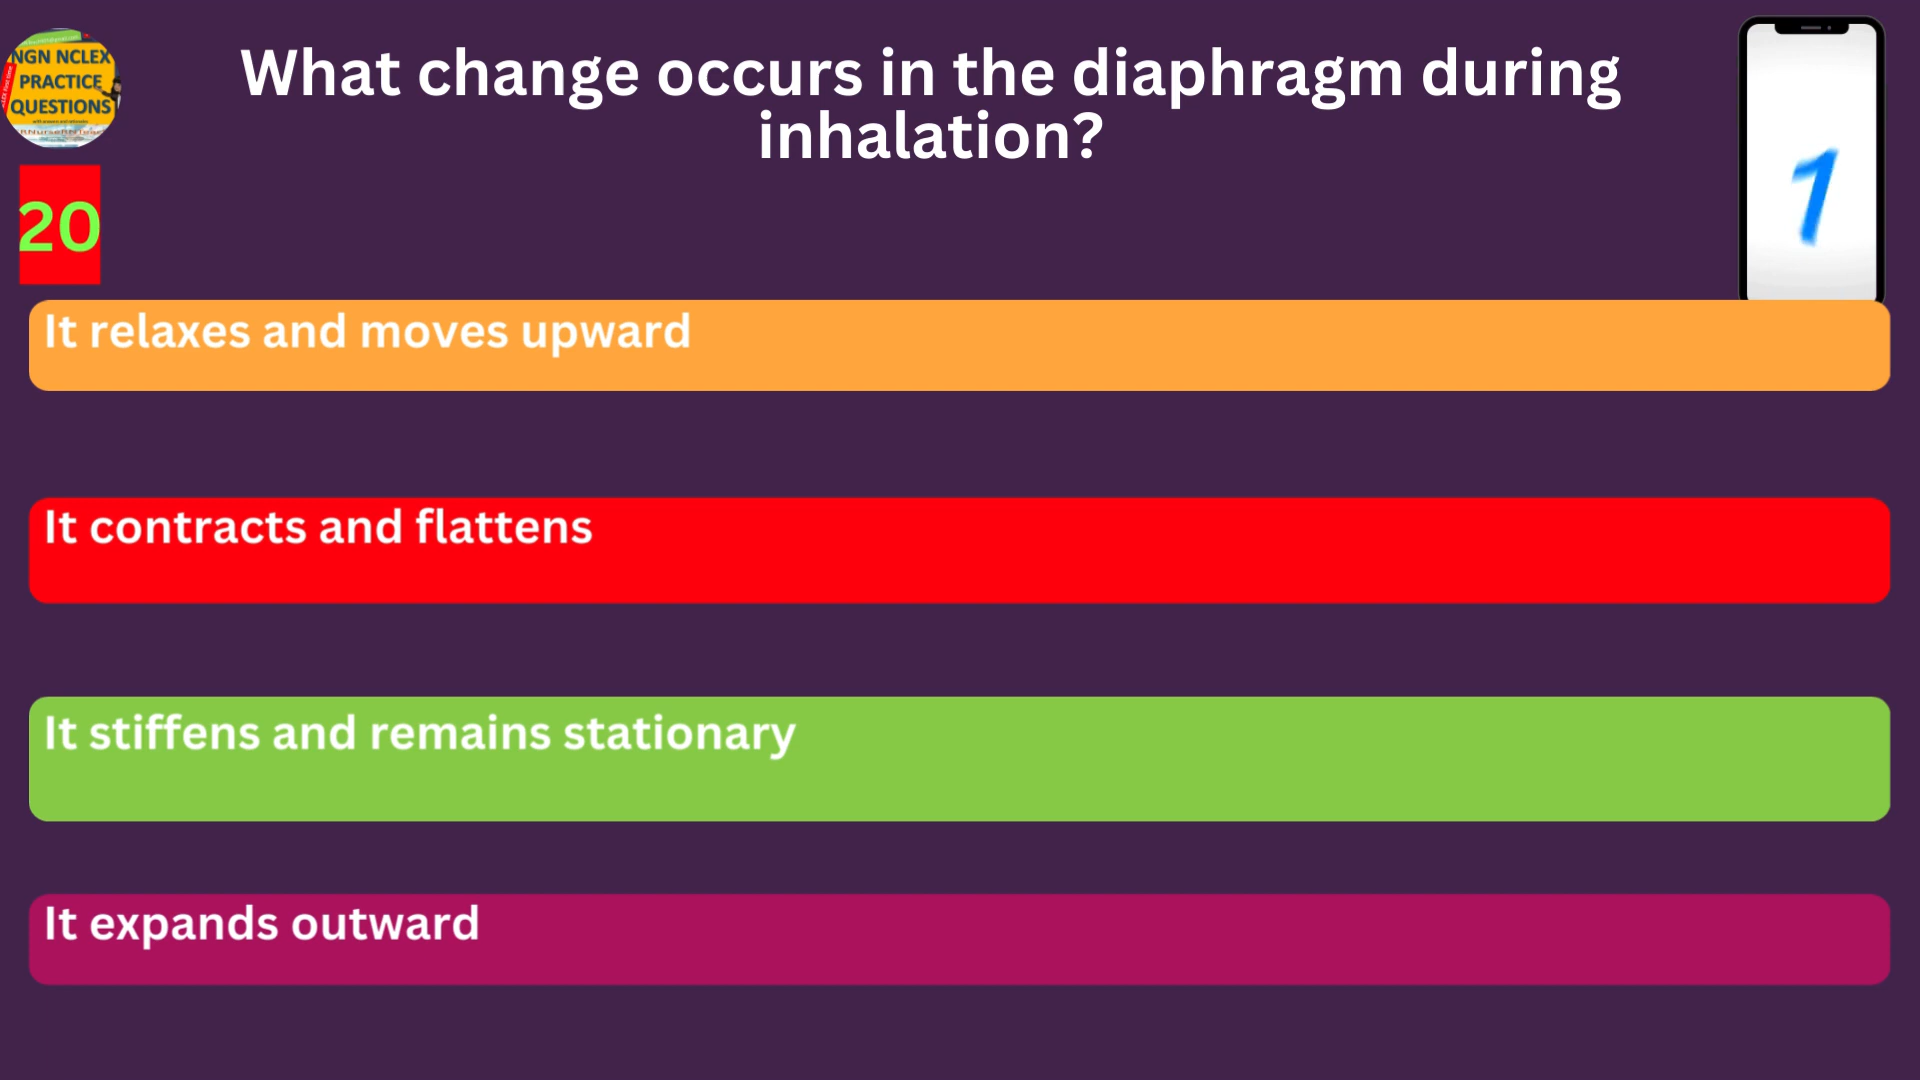 NGN NCLEX
PRACTICE
QUESTIONS
What change occurs in the diaphragm during
inhalation?
20
1
It relaxes and moves upward
It contracts and flattens
It stiffens and remains stationary
It expands outward